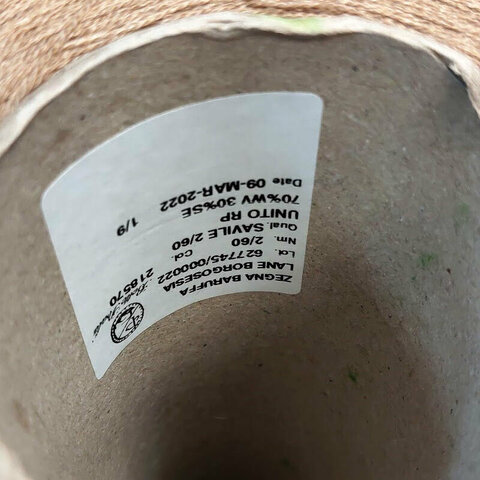 ZEGNA BARUFFA
LANE BORGOSESIA
Lot. 627745/000022
Nm. 2/60 Col. 218570
Qual. SAVILE 2/60
UNITO RP
70%WV 30%SE 1/9
Date 09-MAR-2022